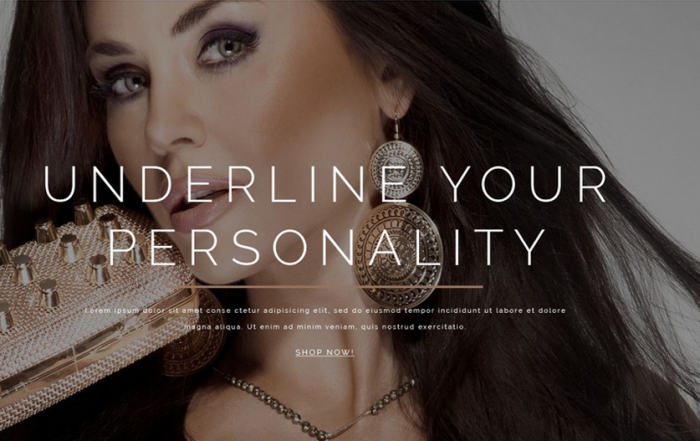 UNDERLINE YOUR
PERSONALITY
Lorem ipsum dolor sit amet conse ctetur adipisicing elit, sed do eiusmod tempor incididunt ut labore et dolore
magna aliqua. Ut enim ad minim veniam, quis nostrud exercitatio.
SHOP NOW!